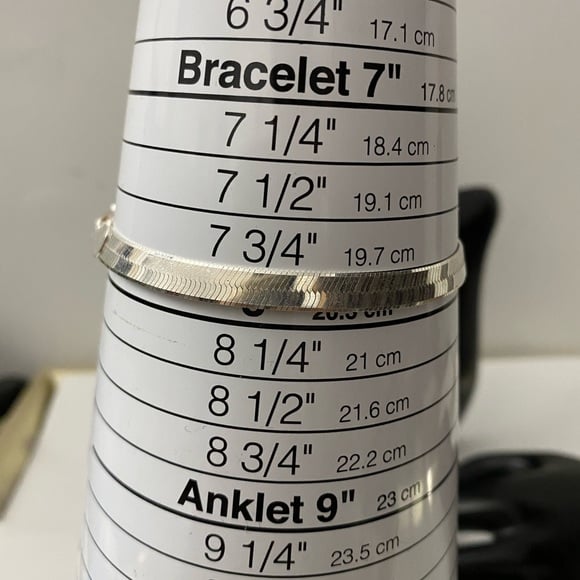 6 3/4" 17.1 cm
Bracelet 7" 17.8 cm
7 1/4" 18.4 cm
7 1/2" 19.1 cm
7 3/4" 19.7 cm
8 1/4" 21 cm
8 1/2" 21.6 cm
8 3/4" 22.2 cm
Anklet 9" 23 cm
9 1/4" 23.5 cm